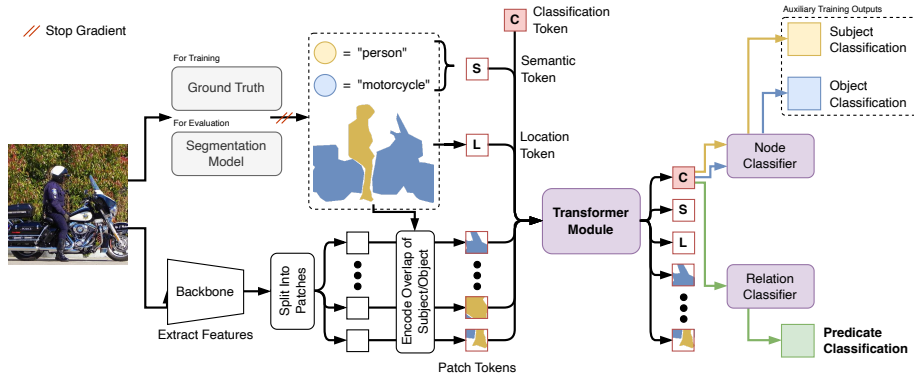 Stop Gradient
For Training
Ground Truth
For Evaluation
Segmentation
Model
= "person"
= "motorcycle"
C
Classification
Token
S
Semantic
Token
L
Location
Token
Backbone
Extract Features
Split Into
Patches
Encode Overlap of
Subject/Object
Patch Tokens
Transformer
Module
C
S
L
Node
Classifier
Relation
Classifier
Auxiliary Training Outputs
Subject
Classification
Object
Classification
Predicate
Classification